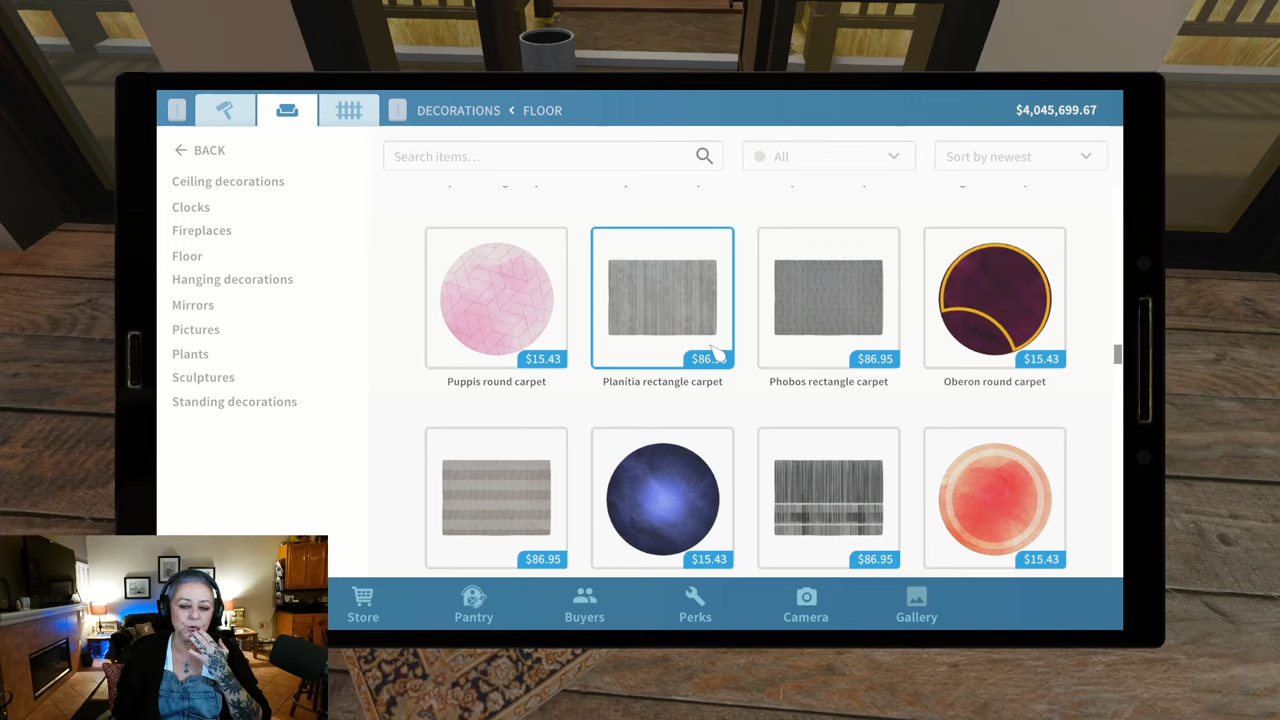 DECORATIONS < FLOOR
$4,045,699.67
BACK
Search items...
All
Sort by newest
Ceiling decorations
Clocks
Fireplaces
Floor
Hanging decorations
Mirrors
Pictures
Plants
Sculptures
Standing decorations
$15.43
$86.
$86.95
$15.43
Puppis round carpet
Planitia rectangle carpet
Phobos rectangle carpet
Oberon round carpet
$86.95
$15.43
$86.95
$15.43
Store
Pantry
Buyers
Perks
Camera
Gallery